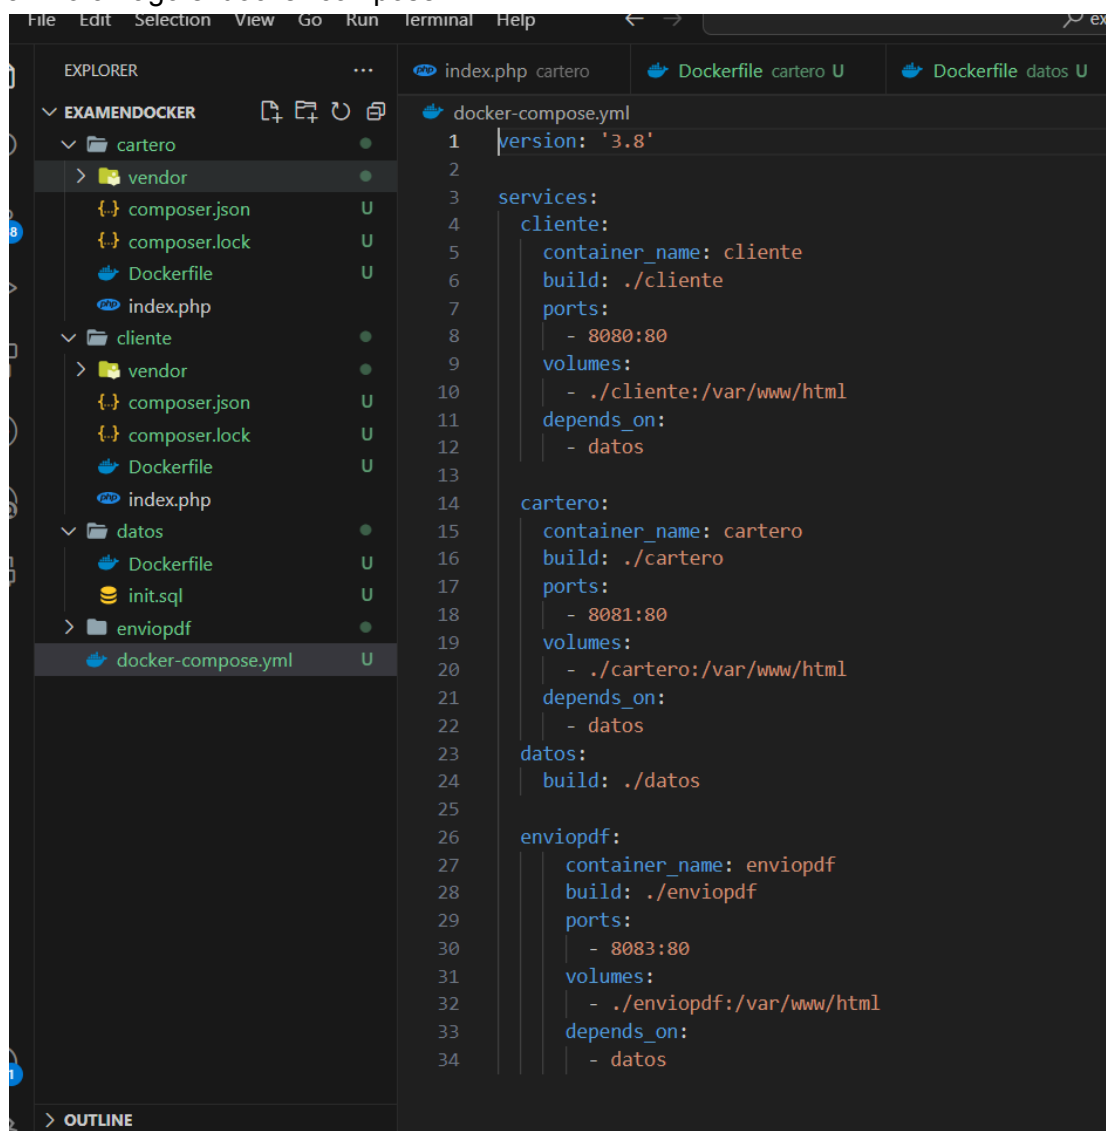 File Edit Selection View Go Run Terminal Help
ex
EXPLORER
index.php cartero
Dockerfile cartero U
Dockerfile datos U
EXAMENDOCKER
cartero
vendor
composer.json U
composer.lock U
Dockerfile U
index.php
cliente
vendor
composer.json U
composer.lock U
Dockerfile U
index.php
datos
Dockerfile U
init.sql U
enviopdf
docker-compose.yml U
OUTLINE
8
1
docker-compose.yml
1 version: '3.8'
2
3 services:
4   cliente:
5     container_name: cliente
6     build: ./cliente
7     ports:
8       - 8080:80
9     volumes:
10       - ./cliente:/var/www/html
11     depends_on:
12       - datos
13
14   cartero:
15     container_name: cartero
16     build: ./cartero
17     ports:
18       - 8081:80
19     volumes:
20       - ./cartero:/var/www/html
21     depends_on:
22       - datos
23   datos:
24     build: ./datos
25
26   enviopdf:
27       container_name: enviopdf
28       build: ./enviopdf
29       ports:
30         - 8083:80
31       volumes:
32         - ./enviopdf:/var/www/html
33       depends_on:
34         - datos